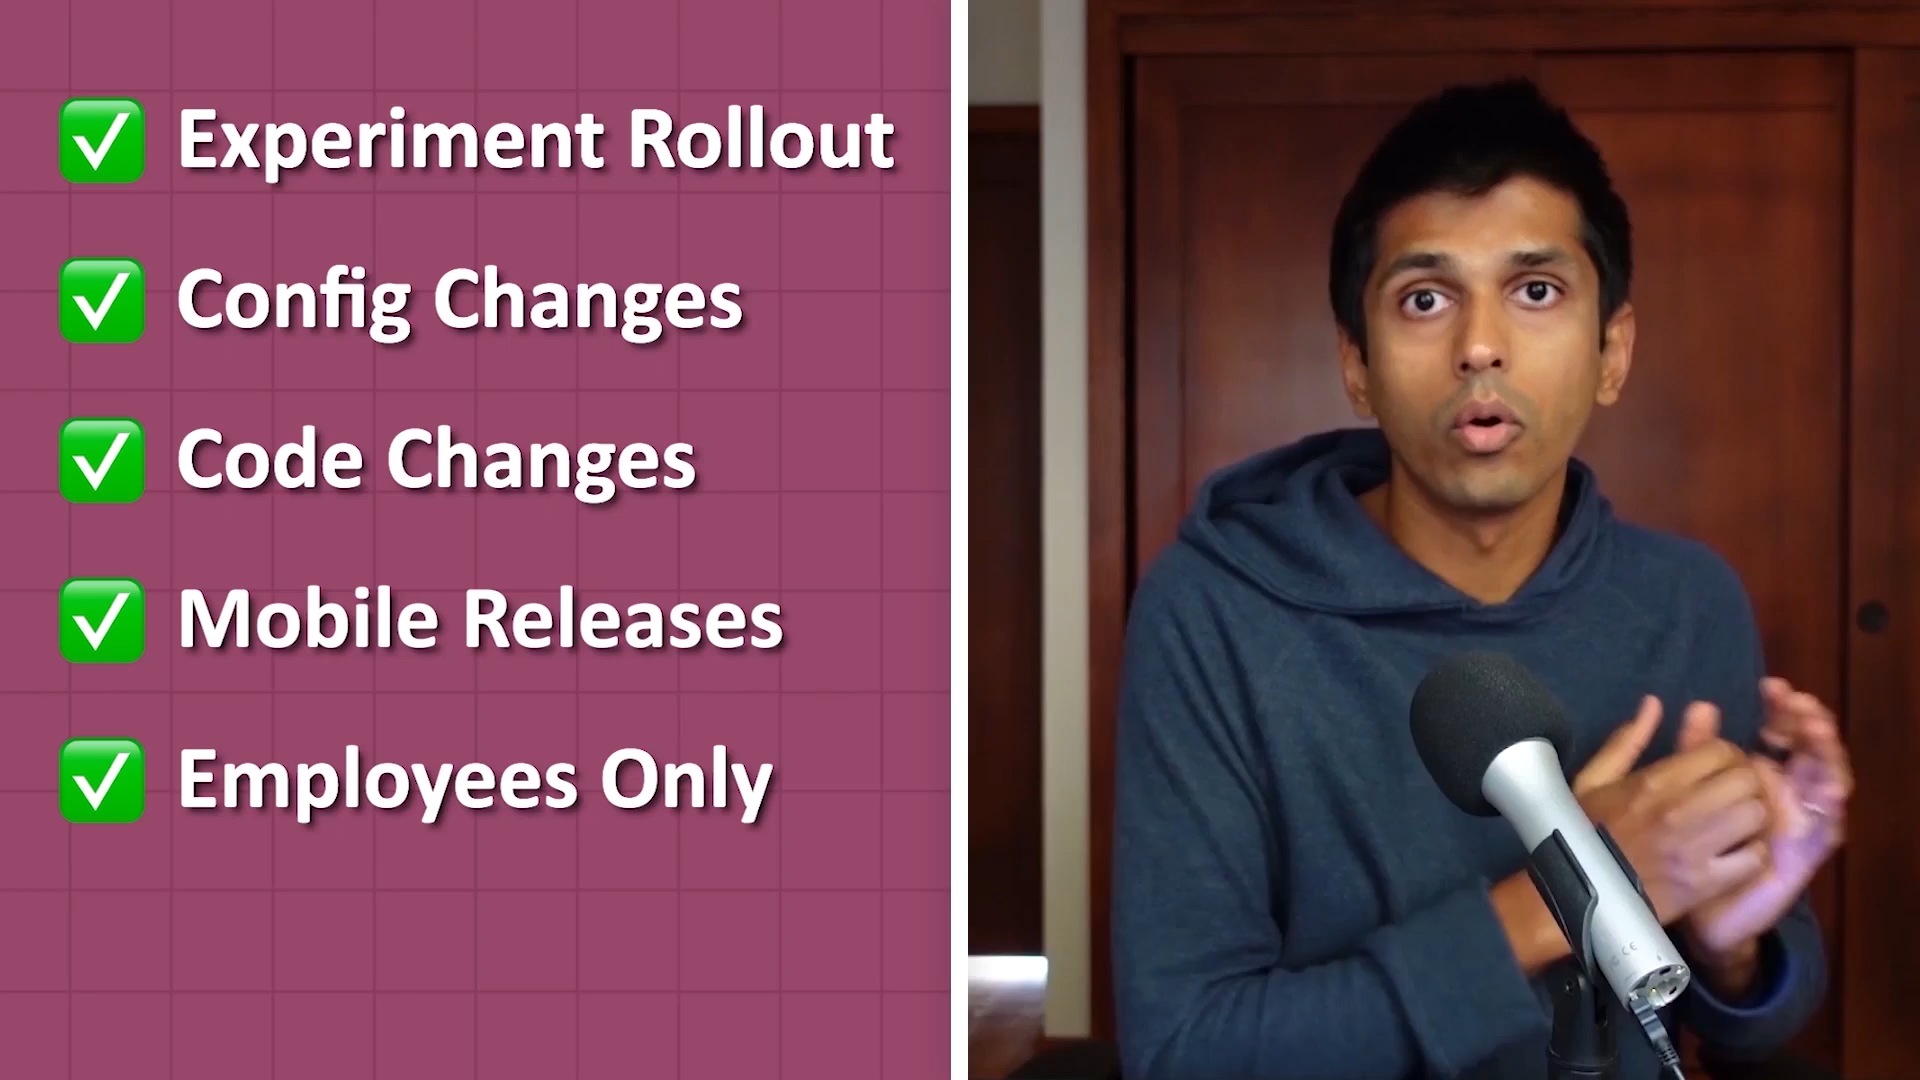 Experiment Rollout
Config Changes
Code Changes
Mobile Releases
Employees Only